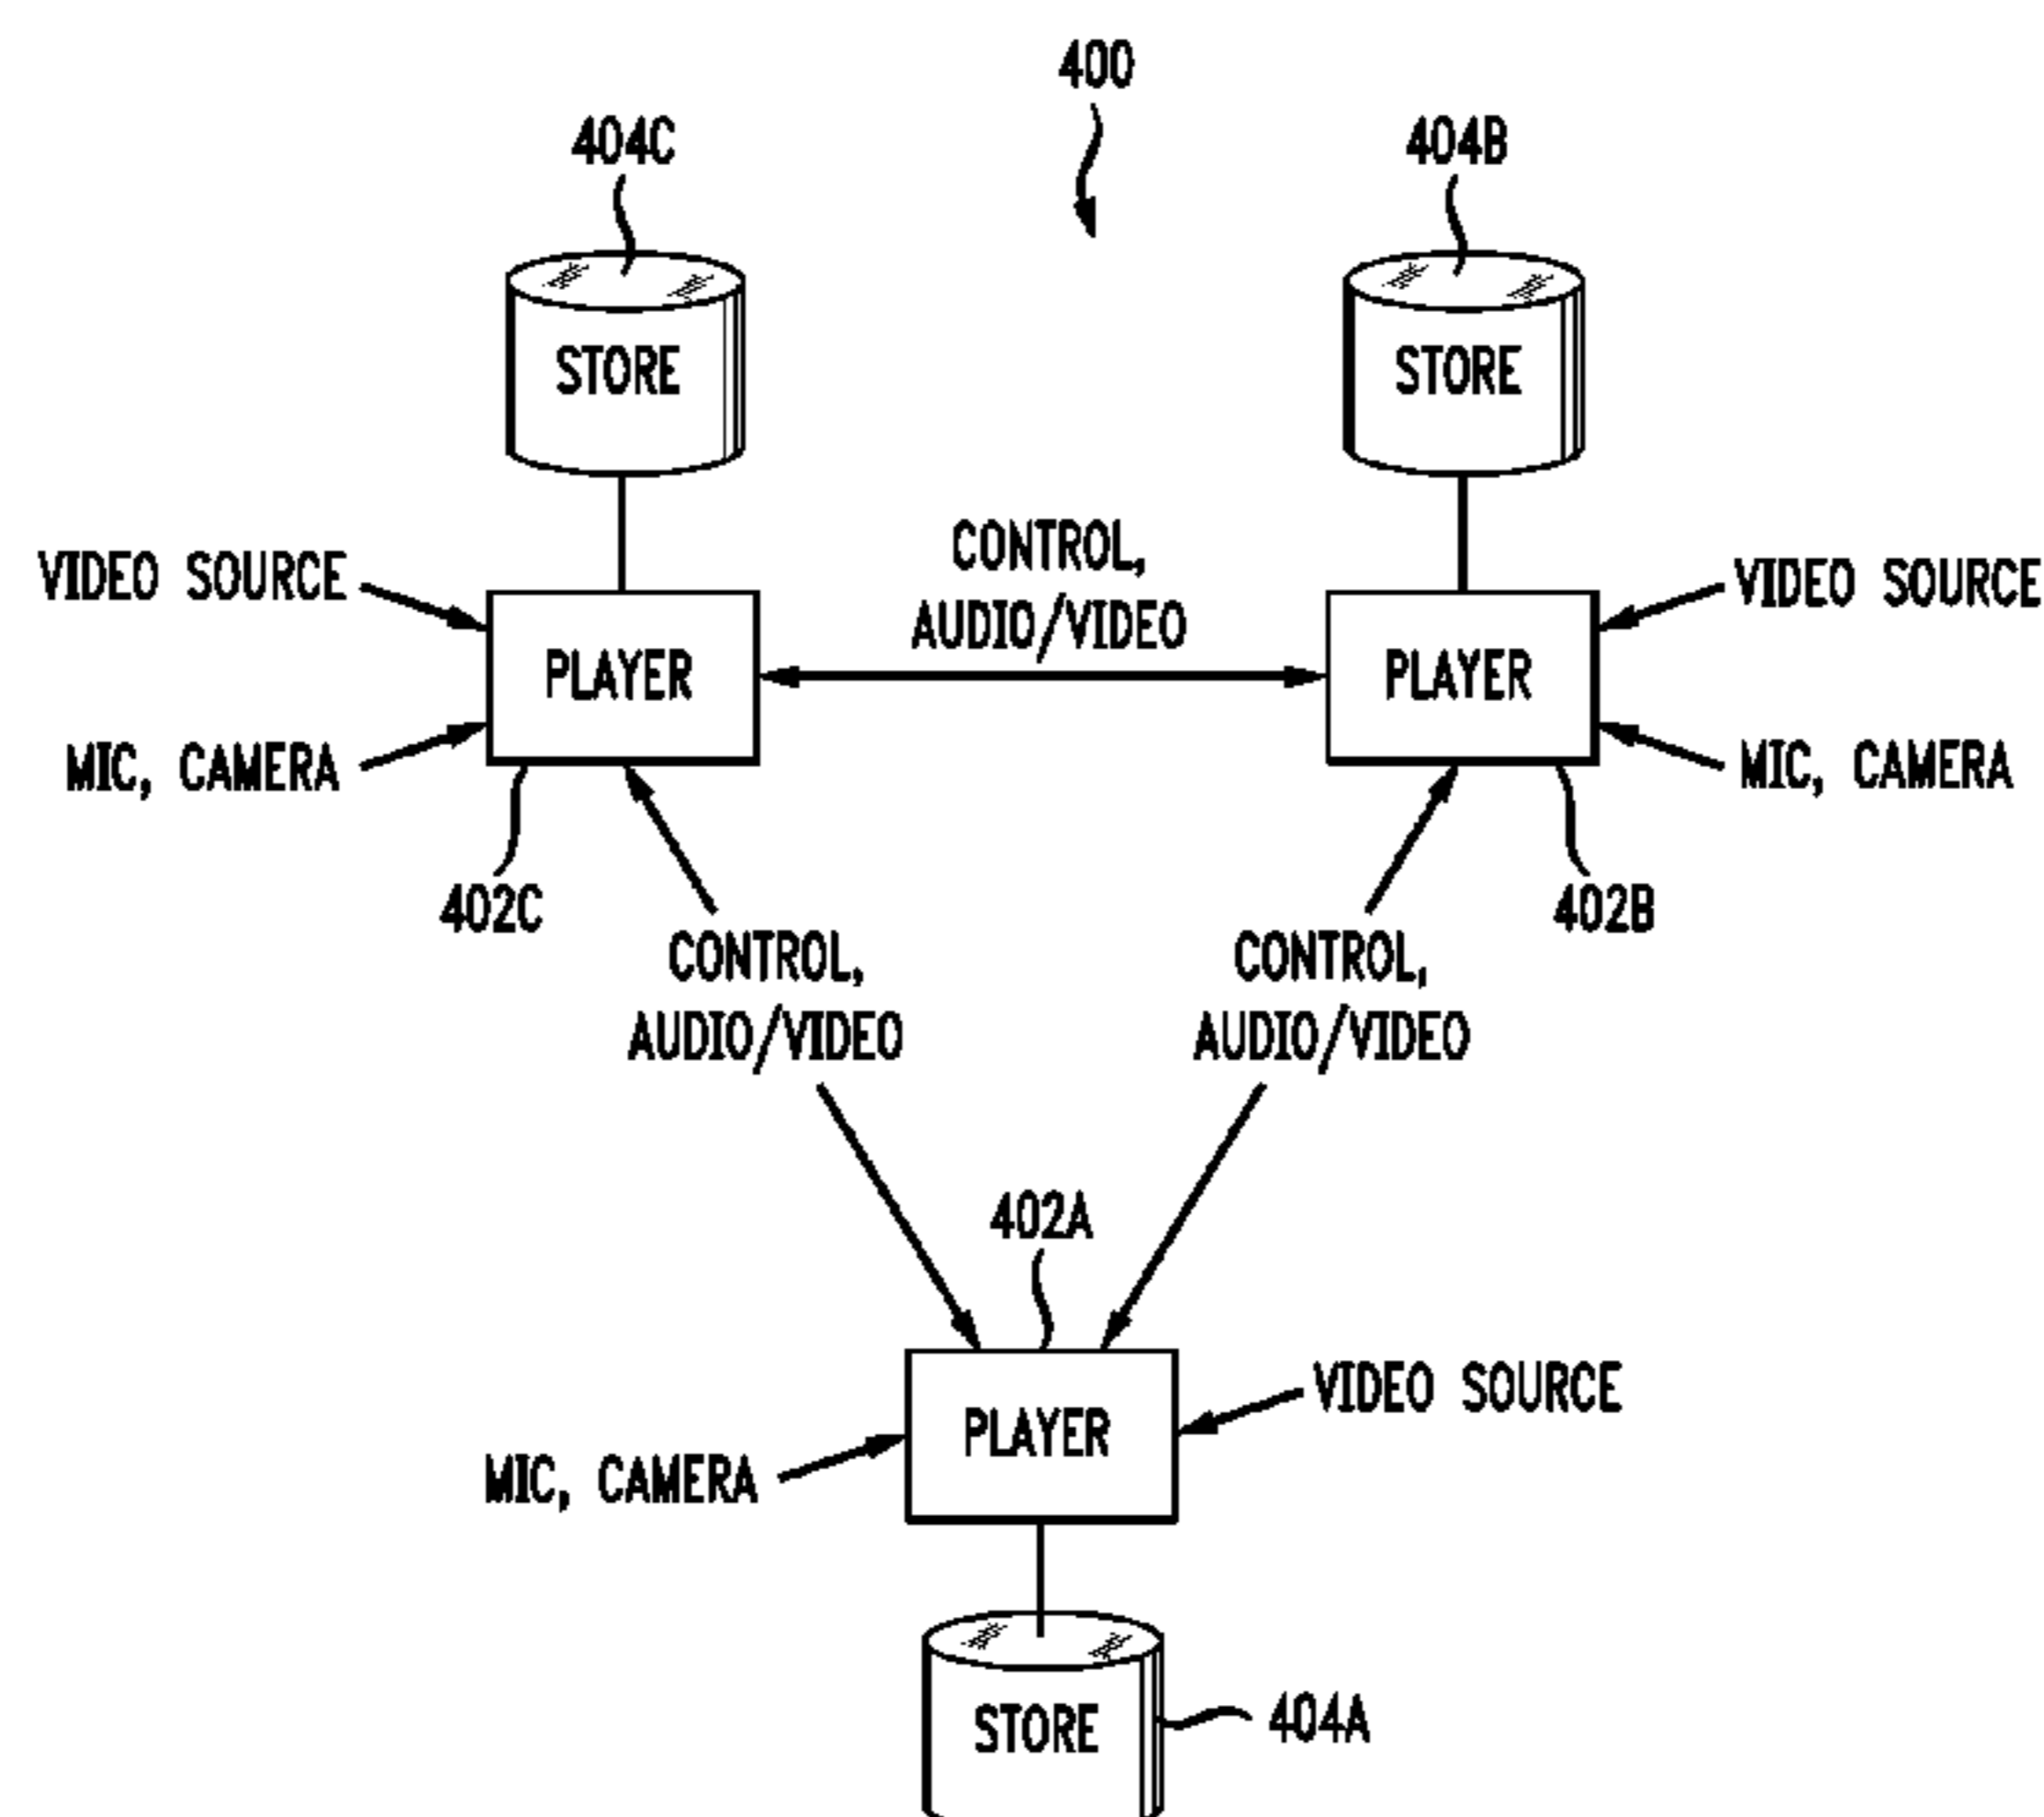 400
404C
404B
STORE
STORE
CONTROL,
AUDIO/VIDEO
VIDEO SOURCE
VIDEO SOURCE
PLAYER
PLAYER
MIC, CAMERA
MIC, CAMERA
402C
402B
CONTROL,
AUDIO/VIDEO
CONTROL,
AUDIO/VIDEO
402A
VIDEO SOURCE
PLAYER
MIC, CAMERA
STORE
404A